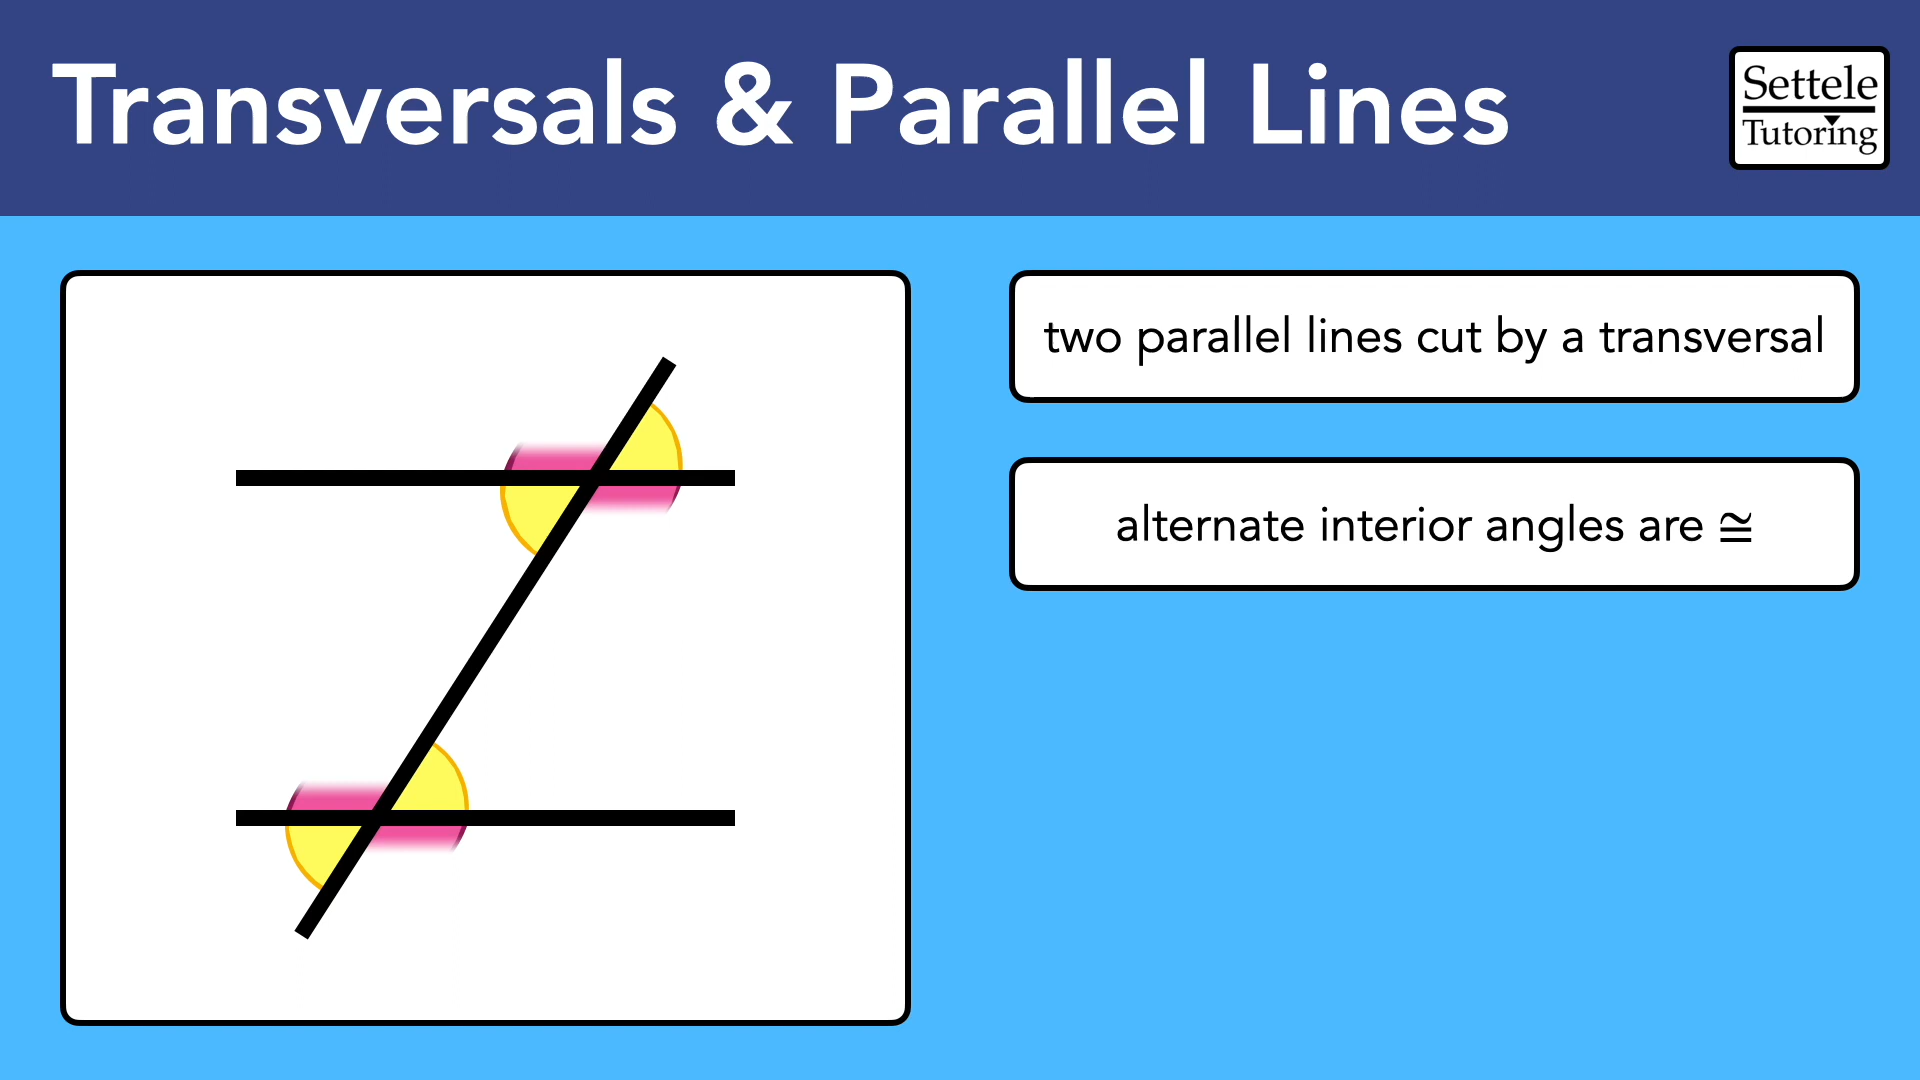 Transversals & Parallel Lines
Settele
Tutoring
two parallel lines cut by a transversal
alternate interior angles are ≅